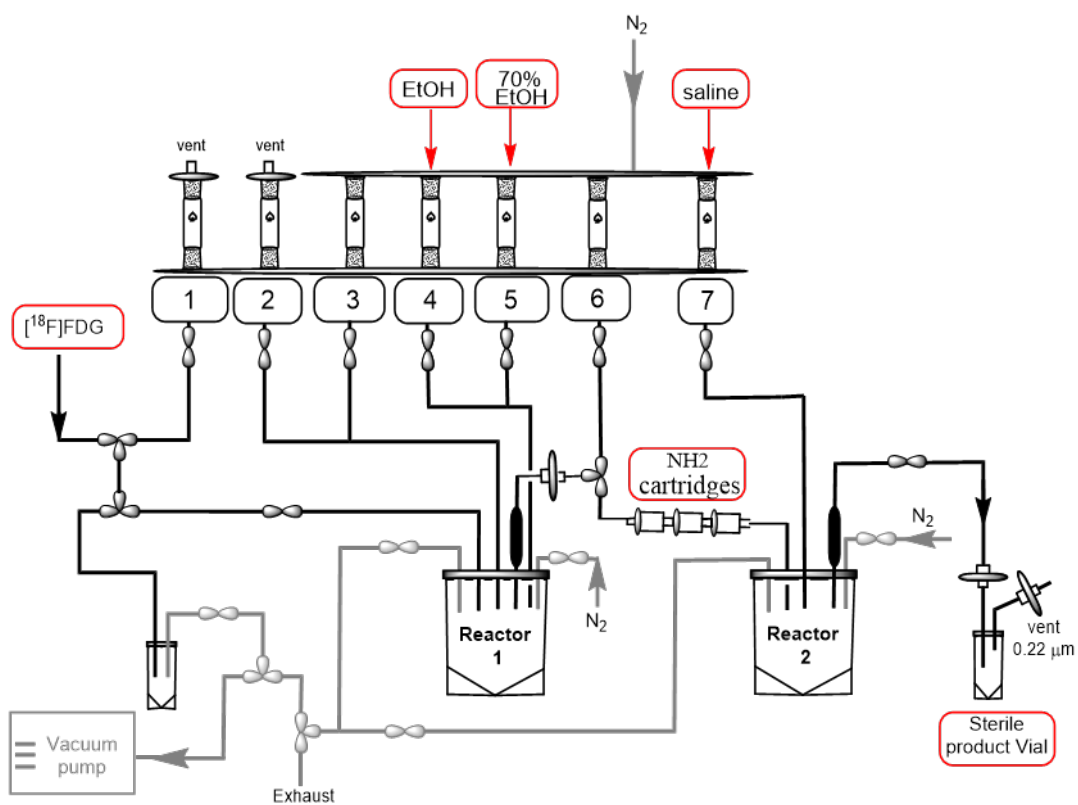 N₂
EtOH
70%
EtOH
saline
vent
vent
1
2
3
4
5
6
7
[¹⁸F]FDG
NH2
cartridges
N₂
N₂
Reactor
1
Reactor
2
vent
0.22 μm
Sterile
product Vial
Vacuum
pump
Exhaust